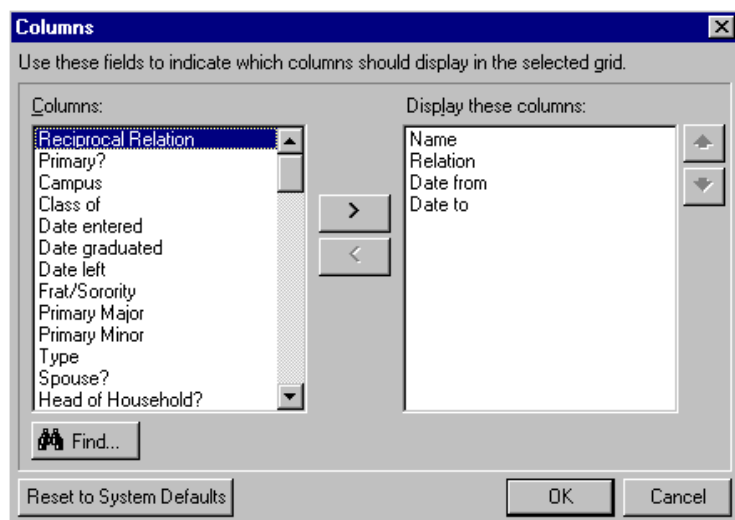 Columns
Use these fields to indicate which columns should display in the selected grid.
Columns:
Reciprocal Relation
Primary?
Campus
Class of
Date entered
Date graduated
Date left
Frat/Sorority
Primary Major
Primary Minor
Type
Spouse?
Head of Household?
Find...
>
<
Display these columns:
Name
Relation
Date from
Date to
Reset to System Defaults
OK
Cancel